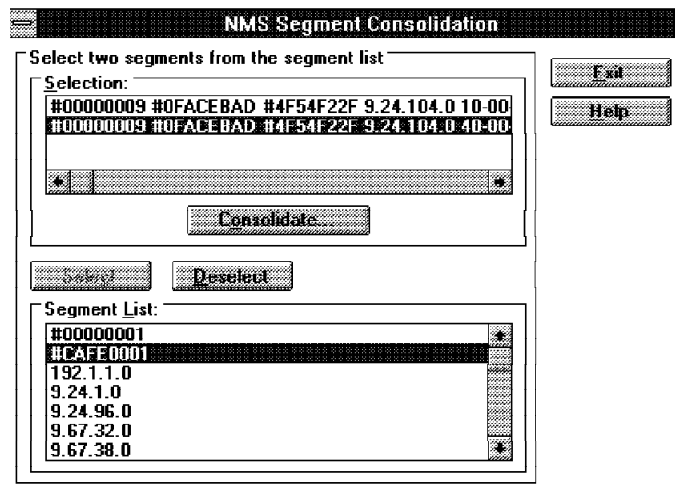 NMS Segment Consolidation
Select two segments from the segment list
Selection:
#00000009 #0FACEBAD #4F54F22F 9.24.104.0 10-00-
#00000009 #0FACEBAD #4F54F22F 9.24.104.0 40-00-
Consolidate...
Select
Deselect
Segment List:
#00000001
#CAFE0001
192.1.1.0
9.24.1.0
9.24.96.0
9.67.32.0
9.67.38.0
Exit
Help